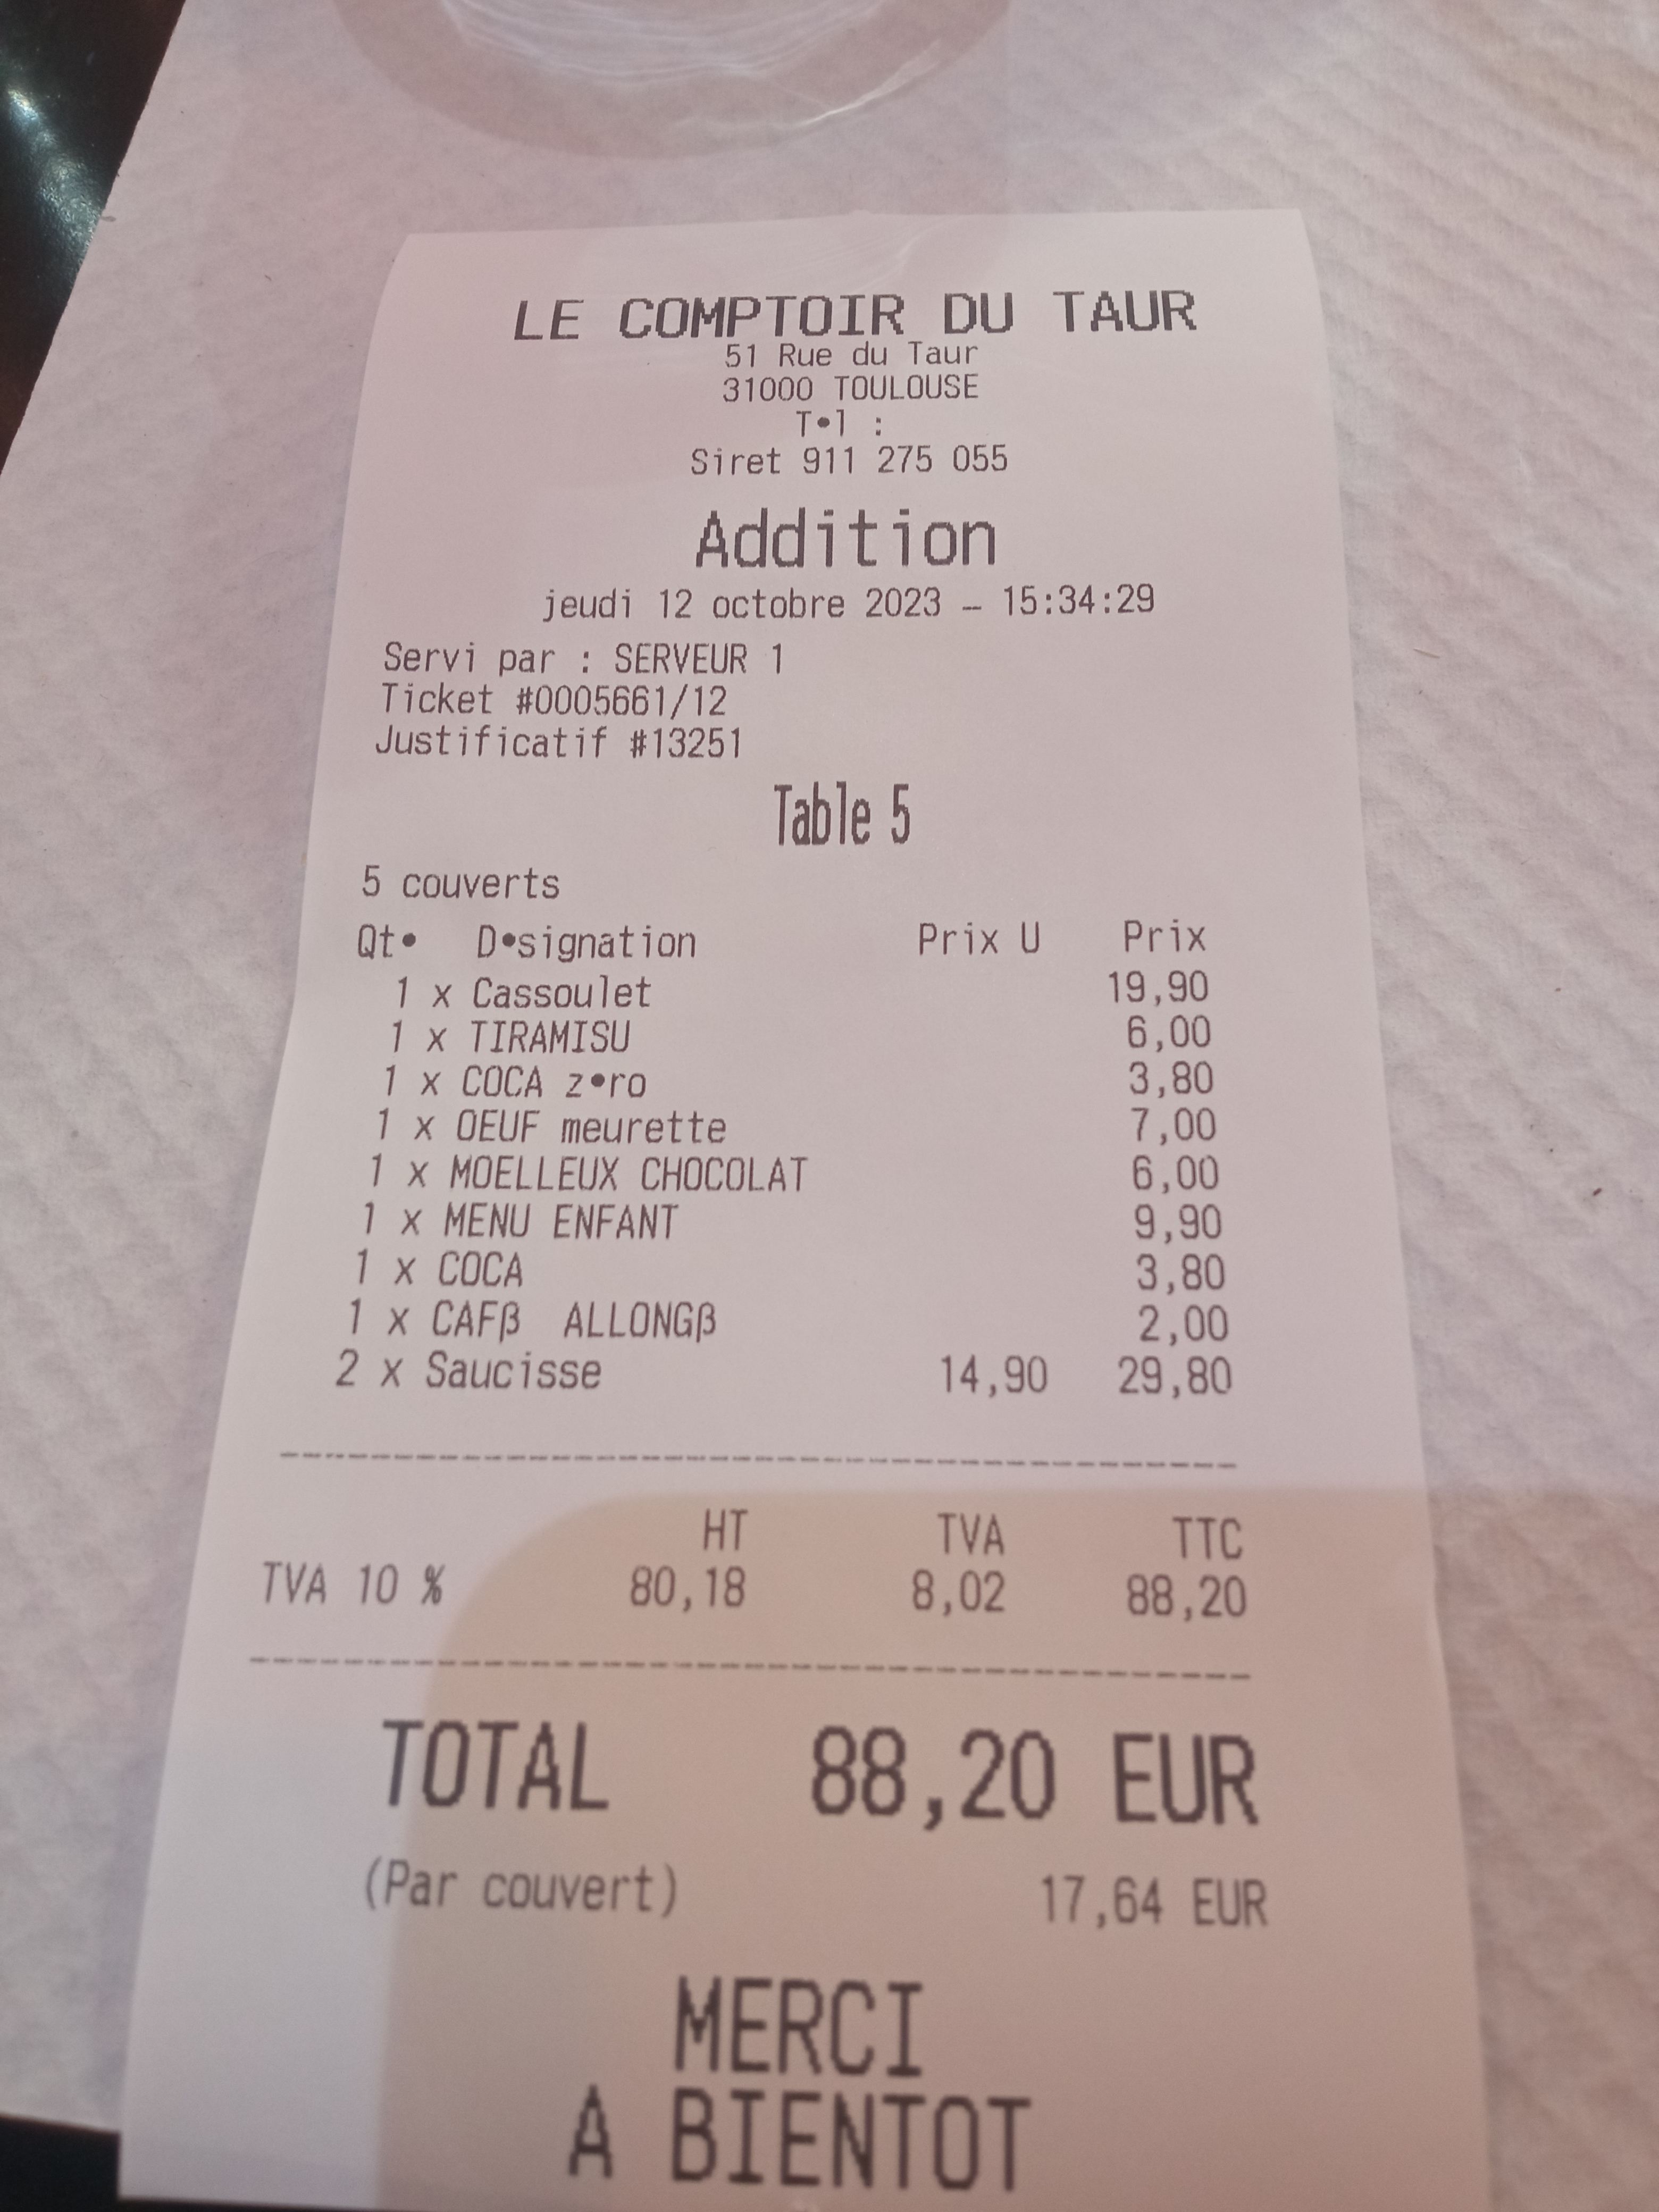 LE COMPTOIR DU TAUR
51 Rue du Taur
31000 TOULOUSE
T•l :
Siret 911 275 055
Addition
jeudi 12 octobre 2023 – 15:34:29
Servi par : SERVEUR 1
Ticket #0005661/12
Justificatif #13251
Table 5
5 couverts
Qt• D•signation Prix U Prix
1 x Cassoulet 19,90
1 x TIRAMISU 6,00
1 x COCA z•ro 3,80
1 x OEUF meurette 7,00
1 x MOELLEUX CHOCOLAT 6,00
1 x MENU ENFANT 9,90
1 x COCA 3,80
1 x CAFβ ALLONGβ 2,00
2 x Saucisse 14,90 29,80
HT TVA TTC
TVA 10 % 80,18 8,02 88,20
TOTAL 88,20 EUR
(Par couvert) 17,64 EUR
MERCI
A BIENTOT